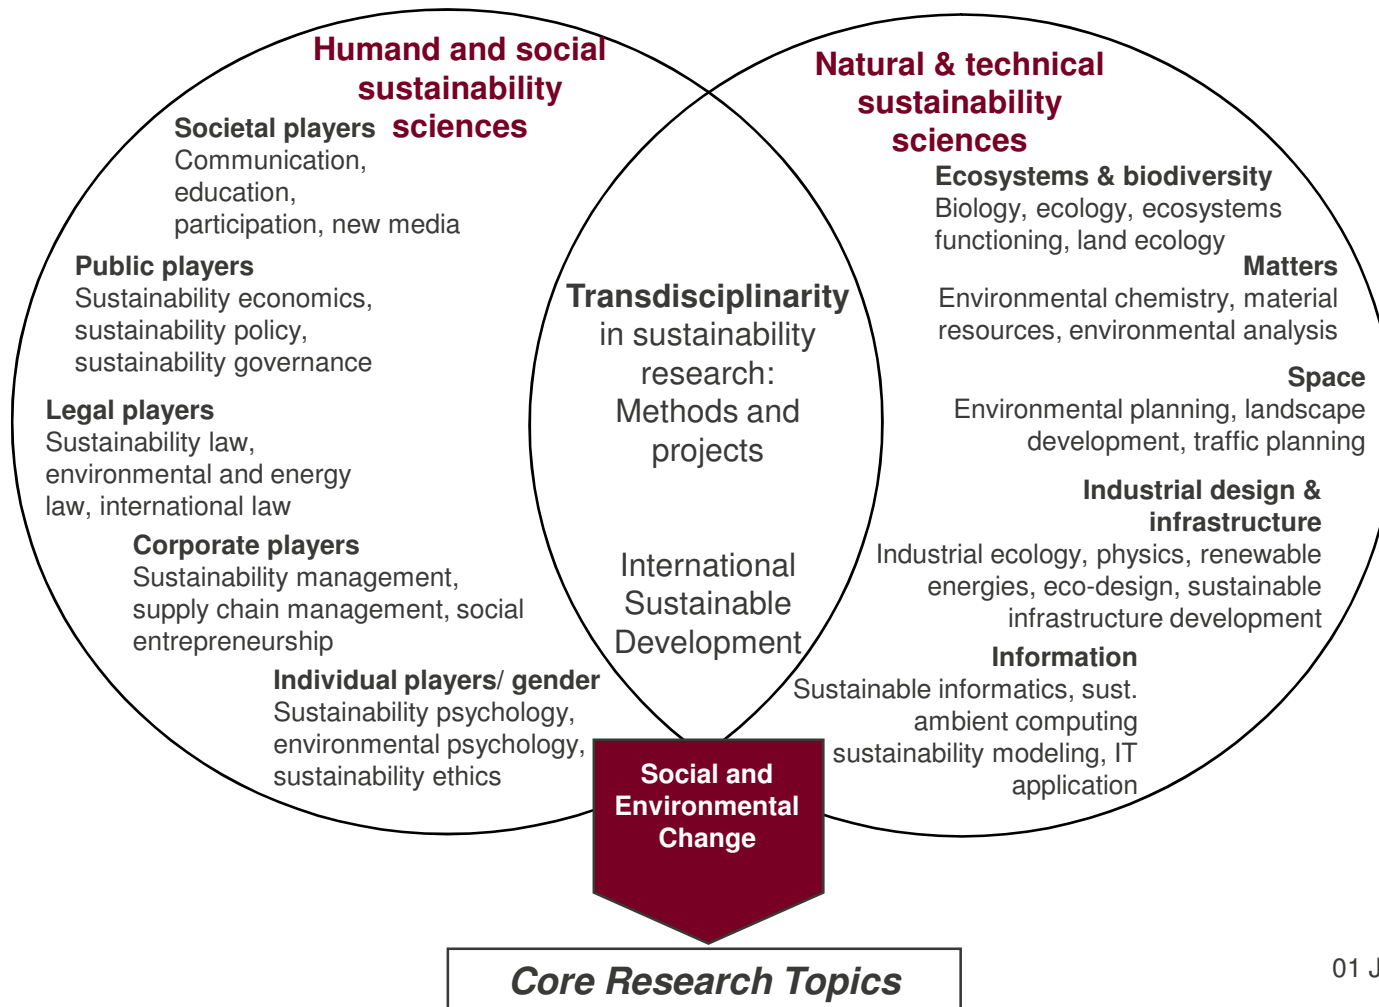 Humand and social
sustainability
sciences
Societal players
Communication,
education,
participation, new media
Public players
Sustainability economics,
sustainability policy,
sustainability governance
Legal players
Sustainability law,
environmental and energy
law, international law
Corporate players
Sustainability management,
supply chain management, social
entrepreneurship
Individual players/ gender
Sustainability psychology,
environmental psychology,
sustainability ethics
Transdisciplinarity
in sustainability
research:
Methods and
projects
International
Sustainable
Development
Natural & technical
sustainability
sciences
Ecosystems & biodiversity
Biology, ecology, ecosystems
functioning, land ecology
Matters
Environmental chemistry, material
resources, environmental analysis
Space
Environmental planning, landscape
development, traffic planning
Industrial design &
infrastructure
Industrial ecology, physics, renewable
energies, eco-design, sustainable
infrastructure development
Information
Sustainable informatics, sust.
ambient computing
sustainability modeling, IT
application
Social and
Environmental
Change
Core Research Topics
01 J